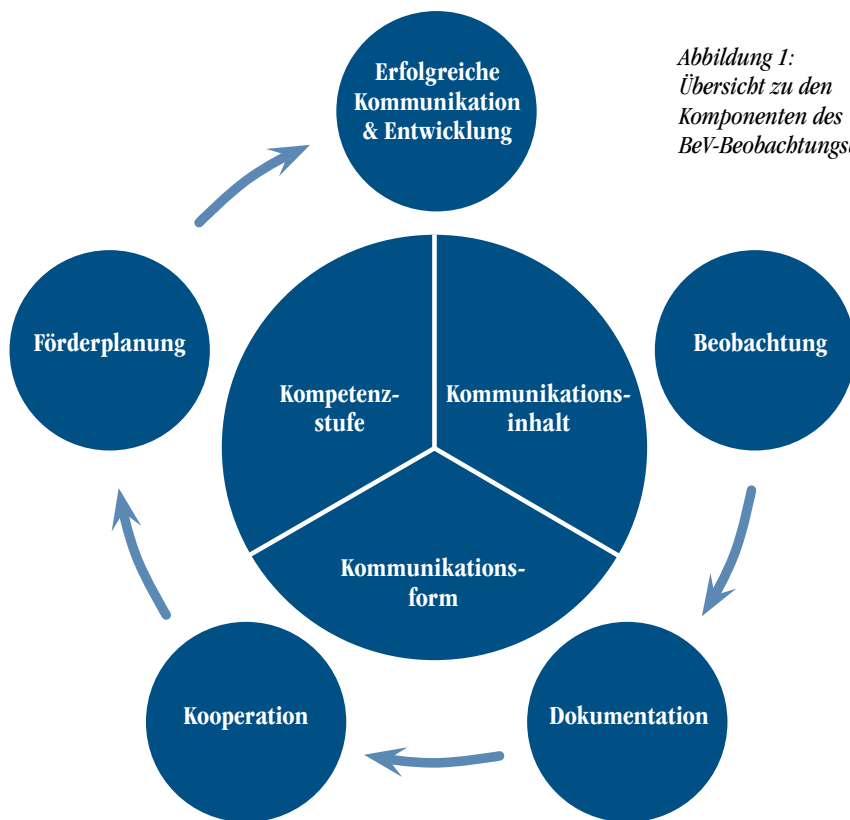 Erfolgreiche
Kommunikation
& Entwicklung
Abbildung 1:
Übersicht zu den
Komponenten des
Förderplanung
Beobachtung
Kompetenz-
stufe
Kommunikations-
inhalt
Kommunikations-
form
Kooperation
Dokumentation